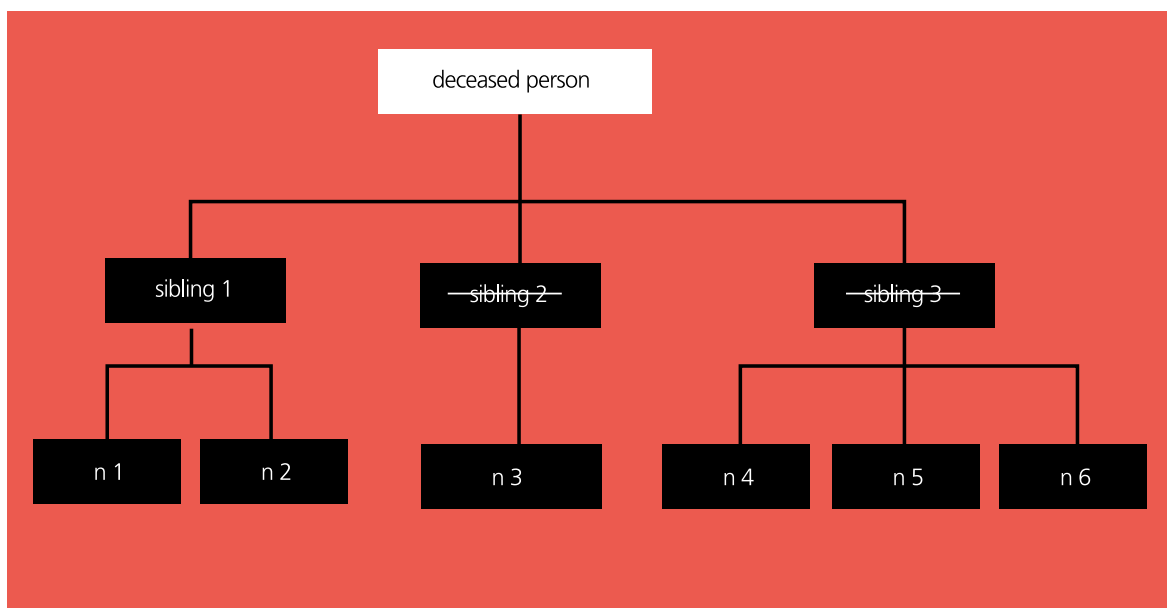 deceased person
sibling 1
sibling 2
sibling 3
n 1
n 2
n 3
n 4
n 5
n 6